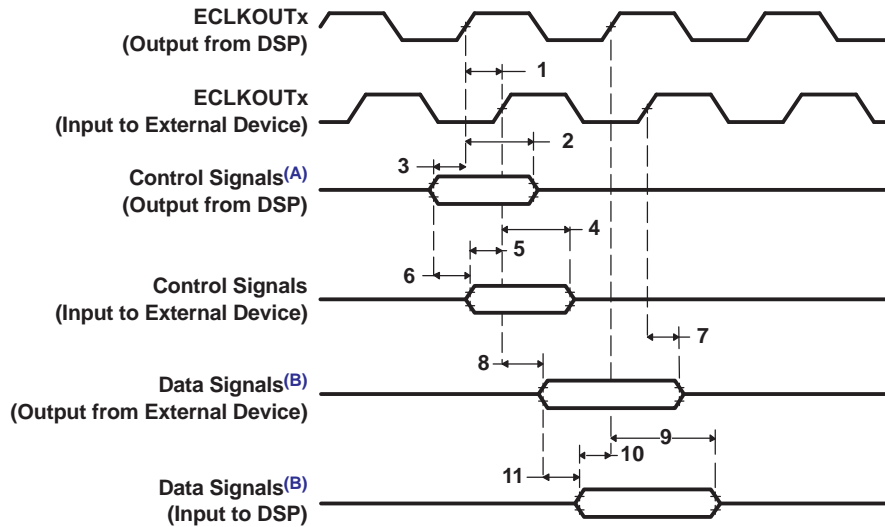 ECLKOUTx
(Output from DSP)
1
ECLKOUTx
(Input to External Device)
2
3
Control Signals(A)
(Output from DSP)
4
5
6
Control Signals
(Input to External Device)
7
8
Data Signals(B)
(Output from External Device)
9
10
11
Data Signals(B)
(Input to DSP)